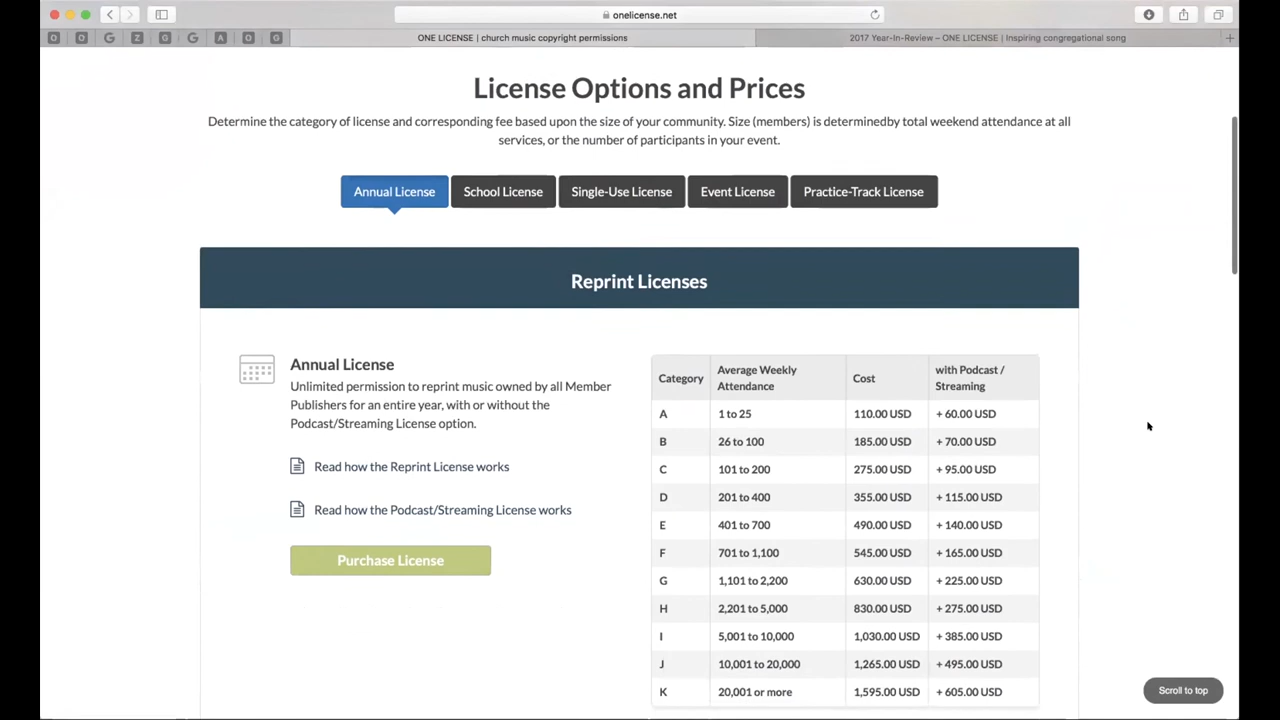 onelicense.net
ONE LICENSE | church music copyright permissions
2017 Year-In-Review – ONE LICENSE | Inspiring congregational song
License Options and Prices
Determine the category of license and corresponding fee based upon the size of your community. Size (members) is determinedby total weekend attendance at all
services, or the number of participants in your event.
Annual License School License Single-Use License Event License Practice-Track License
Reprint Licenses
Annual License
Unlimited permission to reprint music owned by all Member
Publishers for an entire year, with or without the
Podcast/Streaming License option.
Read how the Reprint License works
Read how the Podcast/Streaming License works
Purchase License
Category Average Weekly Attendance Cost with Podcast / Streaming
A 1 to 25 110.00 USD + 60.00 USD
B 26 to 100 185.00 USD + 70.00 USD
C 101 to 200 275.00 USD + 95.00 USD
D 201 to 400 355.00 USD + 115.00 USD
E 401 to 700 490.00 USD + 140.00 USD
F 701 to 1,100 545.00 USD + 165.00 USD
G 1,101 to 2,200 630.00 USD + 225.00 USD
H 2,201 to 5,000 830.00 USD + 275.00 USD
I 5,001 to 10,000 1,030.00 USD + 385.00 USD
J 10,001 to 20,000 1,265.00 USD + 495.00 USD
K 20,001 or more 1,595.00 USD + 605.00 USD
Scroll to top